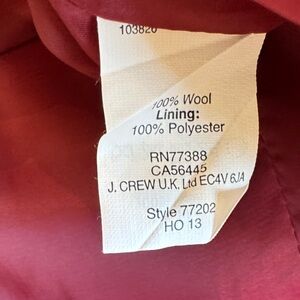 103820
100% Wool
Lining:
100% Polyester
RN77388
CA56445
J. CREW U.K, Ltd EC4V 6JA
Style 77202
HO 13